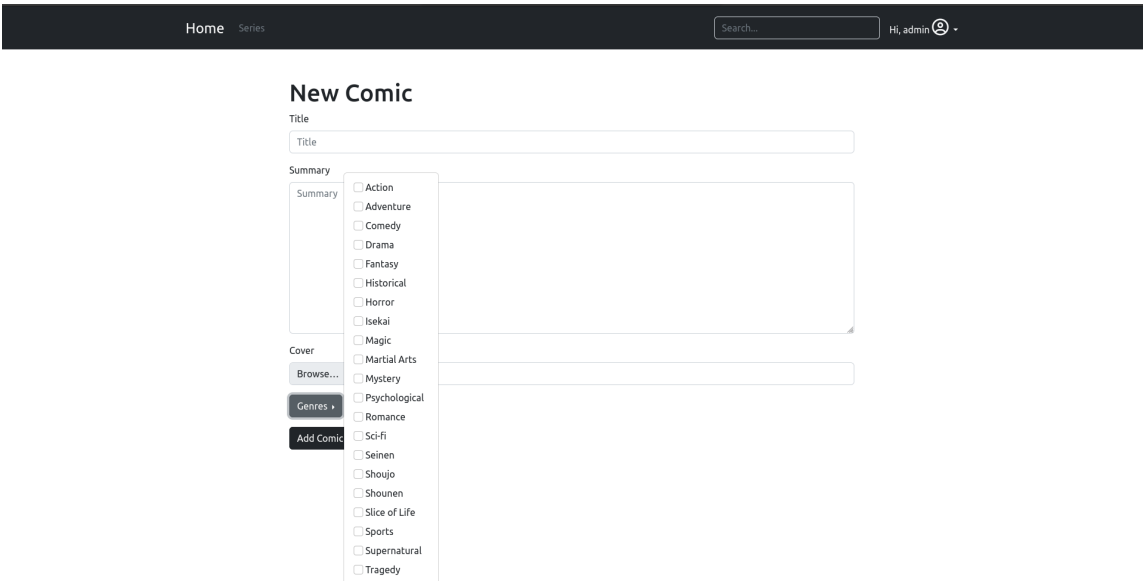 Home Series Search... Hi, admin
New Comic
Title
Title
Summary
Summary
Action
Adventure
Comedy
Drama
Fantasy
Historical
Horror
Isekai
Magic
Martial Arts
Mystery
Psychological
Romance
Sci-fi
Seinen
Shoujo
Shounen
Slice of Life
Sports
Supernatural
Tragedy
Cover
Browse...
Genres
Add Comic